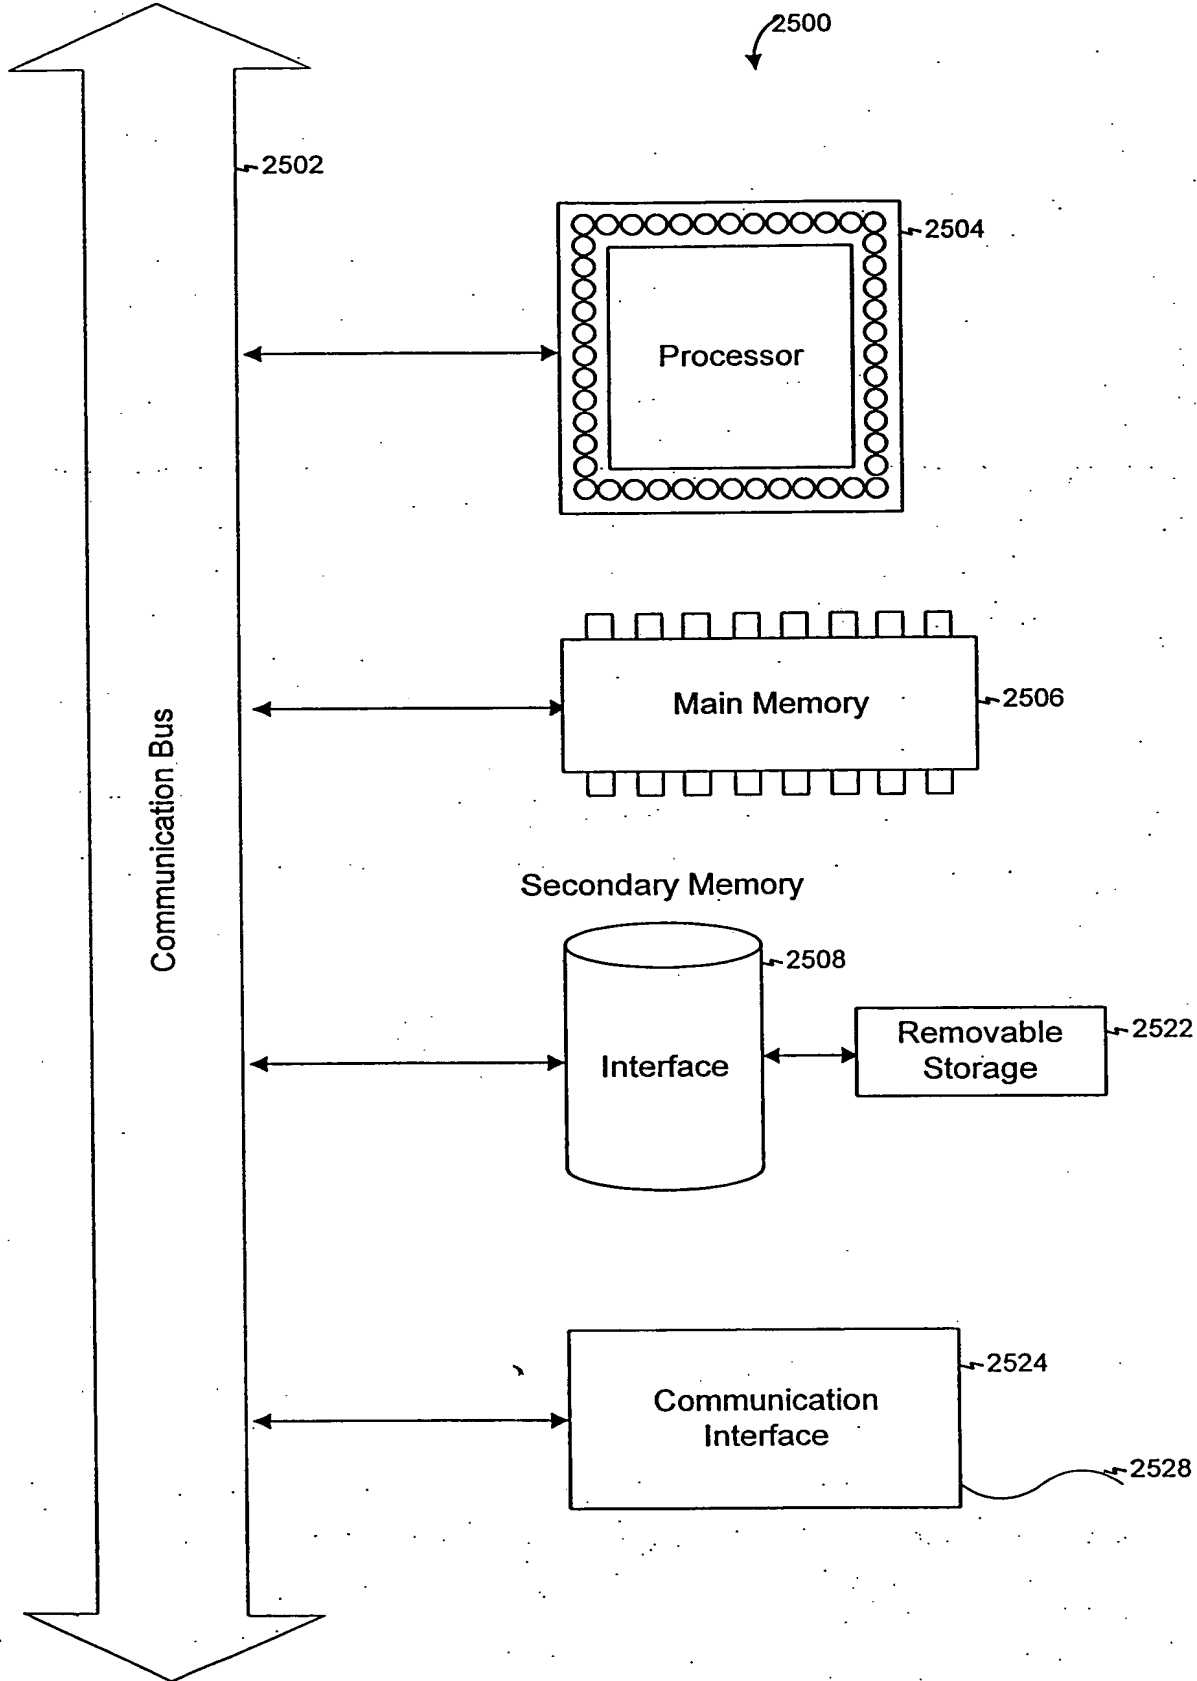 2500
2502
2504
Processor
Main Memory
2506
Communication Bus
Secondary Memory
2508
Interface
Removable
Storage
2522
2524
Communication
Interface
2528